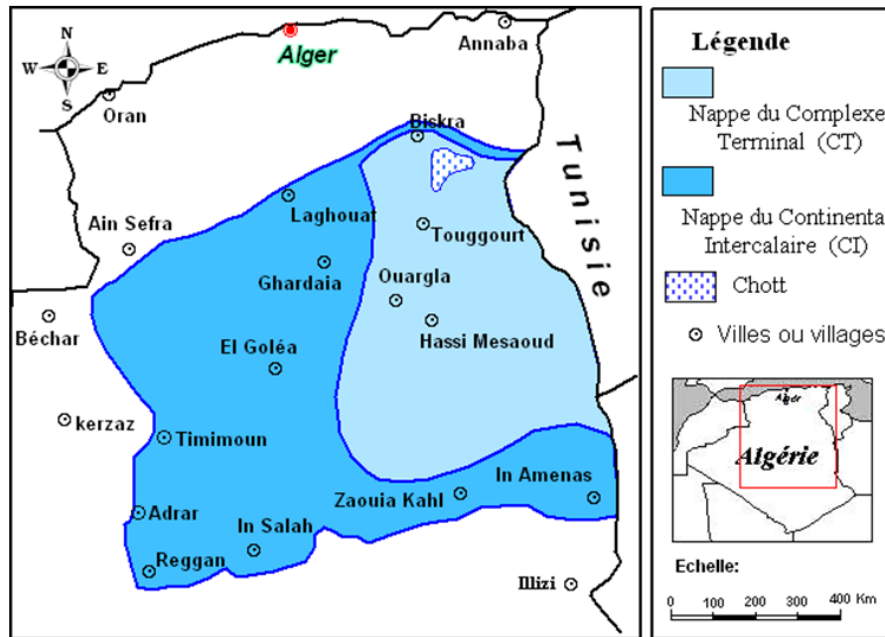 N
W E
S
Alger
Annaba
Oran
Biskra
Tunisie
Laghouat
Ain Sefra
Touggourt
Ghardaia
Ouargla
Béchar
Hassi Mesaoud
El Goléa
kerzaz
Timimoun
In Amenas
Zaouia Kahl
Adrar
In Salah
Reggan
Illizi
Légende
Nappe du Complexe
Terminal (CT)
Nappe du Continenta
Intercalaire (CI)
Chott
Villes ou villages
Alger
Algérie
Echelle:
0 100 200 300 400 Km